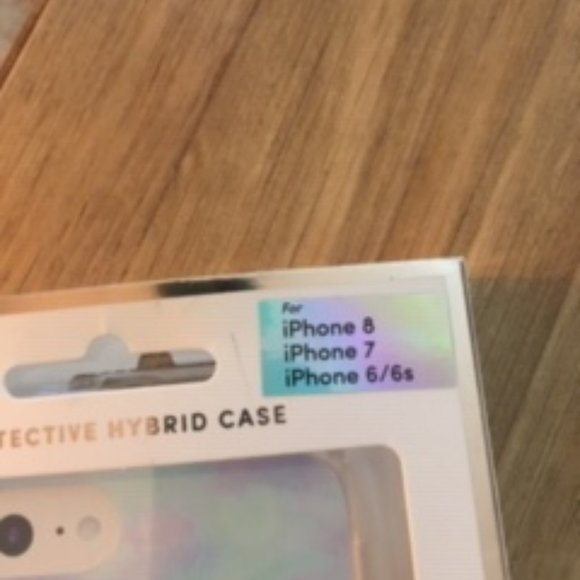 For
iPhone 8
iPhone 7
iPhone 6/6s
TECTIVE HYBRID CASE